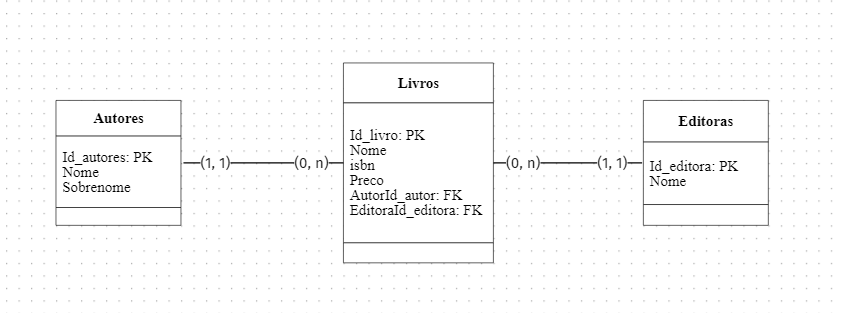 Autores
Id_autores: PK
Nome
Sobrenome
(1, 1)
(0, n)
Livros
Id_livro: PK
Nome
isbn
Preco
AutorId_autor: FK
EditoraId_editora: FK
(0, n)
(1, 1)
Editoras
Id_editora: PK
Nome